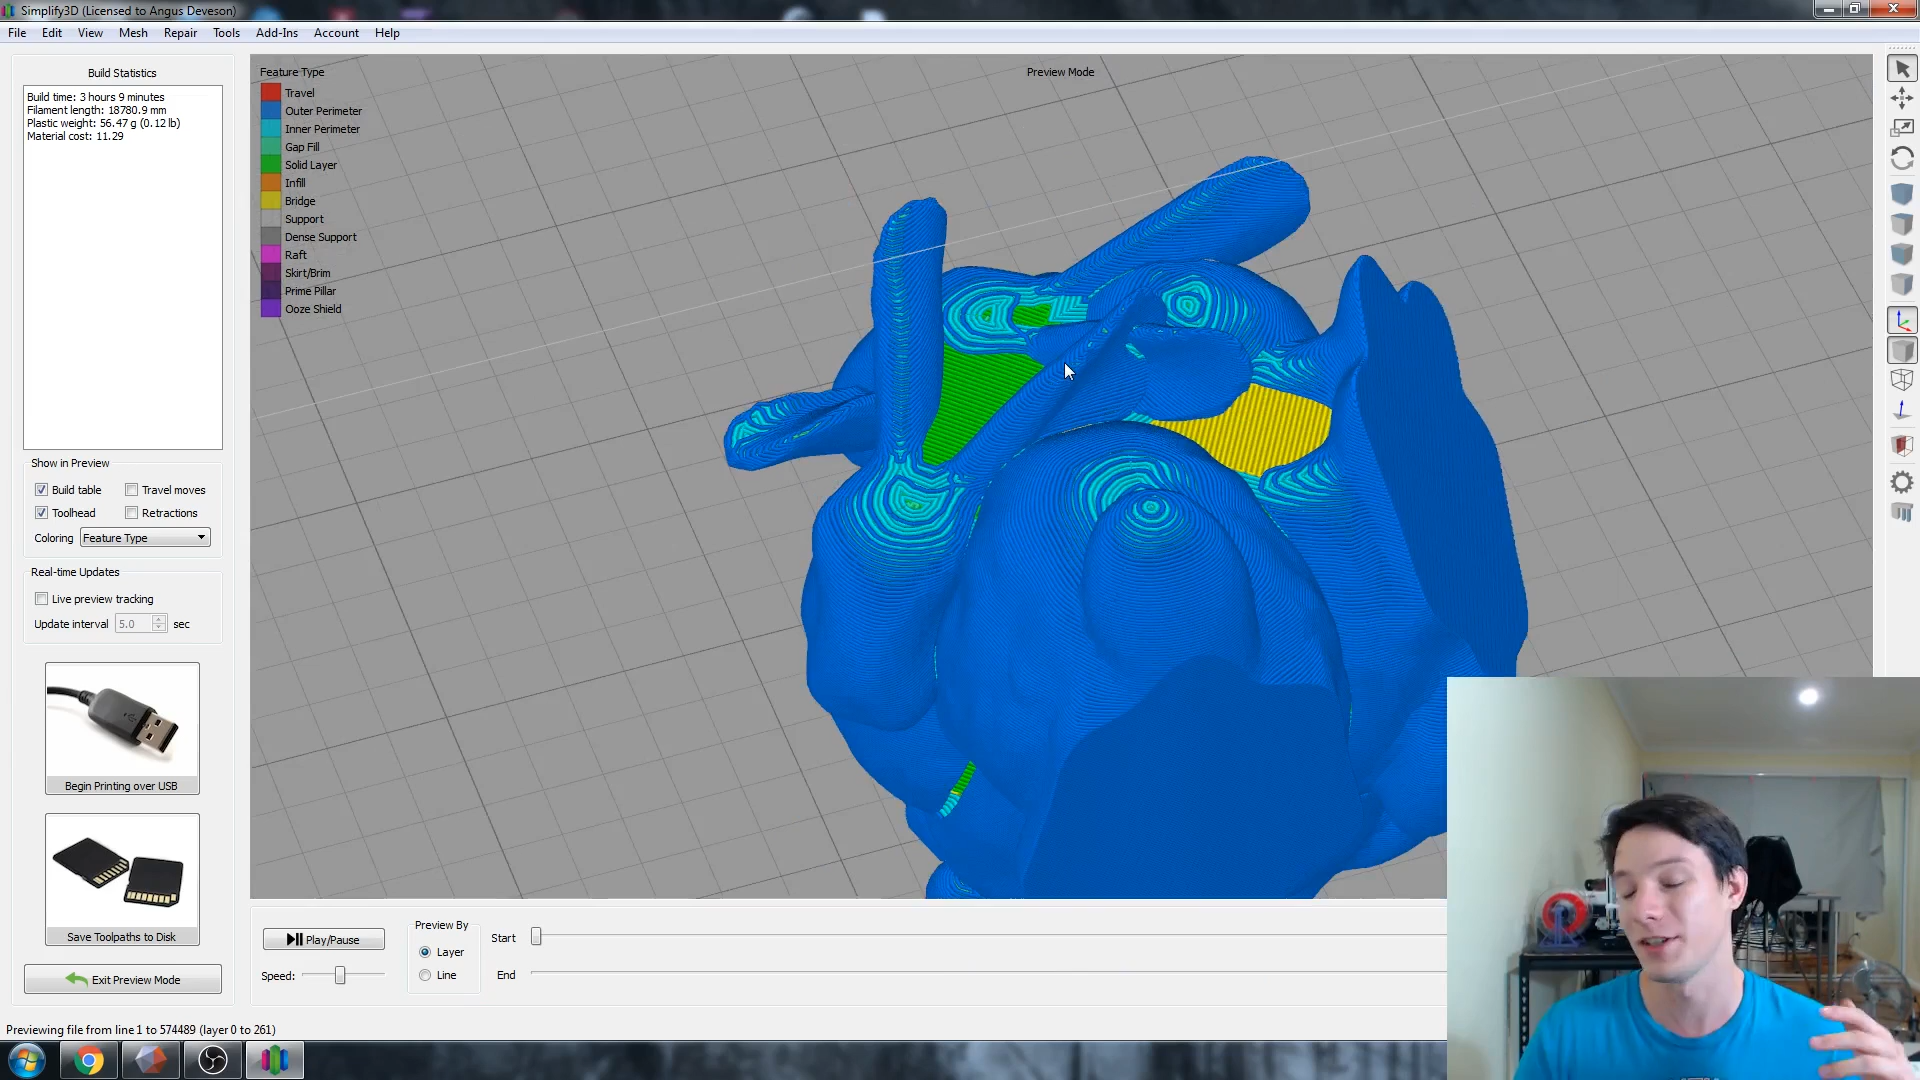 Simplify3D (Licensed to Angus Deveson)
File Edit View Mesh Repair Tools Add-Ins Account Help
Build Statistics
Build time: 3 hours 9 minutes
Filament length: 18780.9 mm
Plastic weight: 56.47 g (0.12 lb)
Material cost: 11.29
Show in Preview
Build table Travel moves
Toolhead Retractions
Coloring Feature Type
Real-time Updates
Live preview tracking
Update interval 5.0 sec
Begin Printing over USB
Save Toolpaths to Disk
Exit Preview Mode
Feature Type
Travel
Outer Perimeter
Inner Perimeter
Gap Fill
Solid Layer
Infill
Bridge
Support
Dense Support
Raft
Skirt/Brim
Prime Pillar
Ooze Shield
Preview Mode
Play/Pause
Speed:
Preview By
Layer
Line
Start
End
Previewing file from line 1 to 574489 (layer 0 to 261)